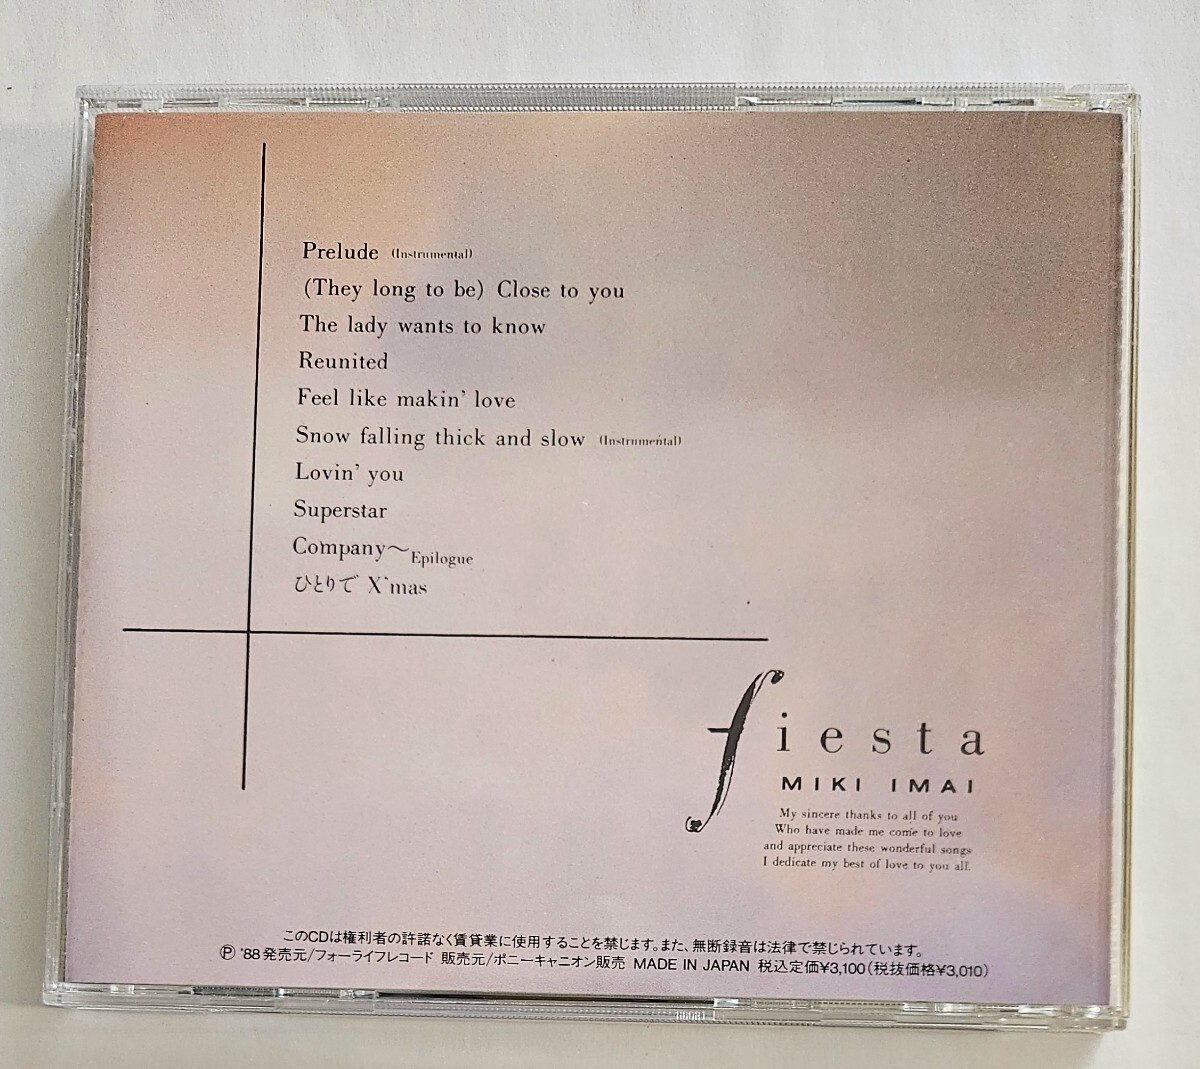 Prelude (Instrumental)
(They long to be) Close to you
The lady wants to know
Reunited
Feel like makin' love
Snow falling thick and slow (Instrumental)
Lovin' you
Superstar
Company〜Epilogue
ひとりで X'mas
fiesta
MIKI IMAI
My sincere thanks to all of you
Who have made me come to love
and appreciate these wonderful songs
I dedicate my best of love to you all.
このCDは権利者の許諾なく賃貸業に使用することを禁じます。また、無断録音は法律で禁じられています。
Ⓟ '88 発売元/フォーライフレコード 販売元/ポニーキャニオン販売 MADE IN JAPAN 税込定価¥3,100(税抜価格¥3,010)